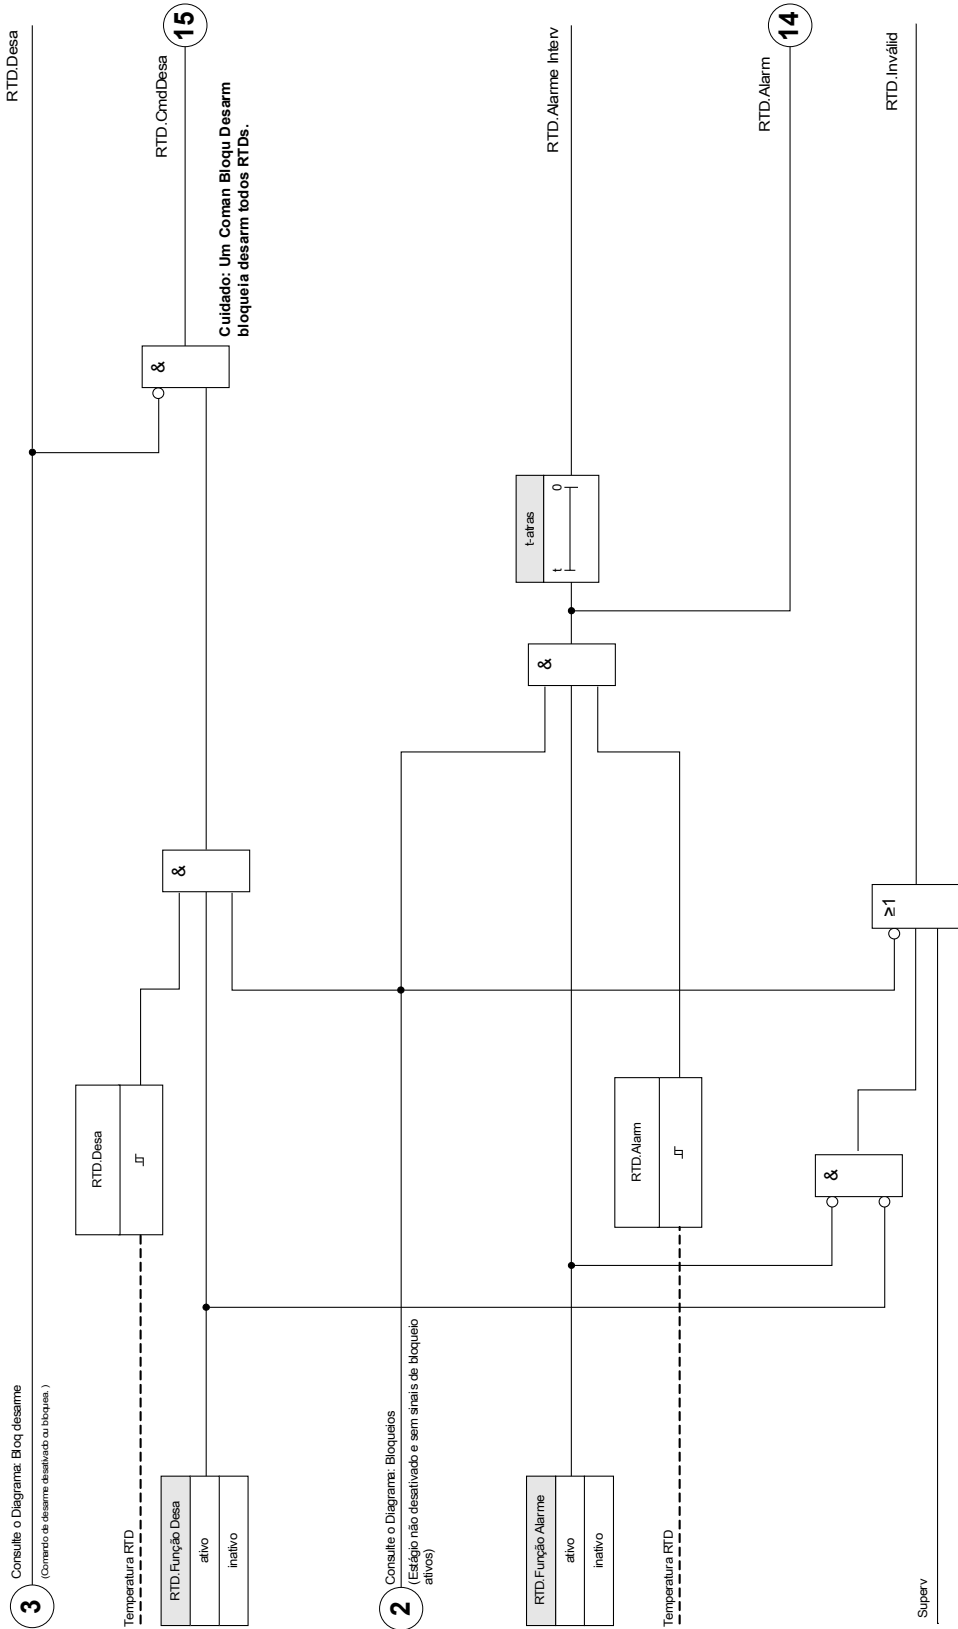 3
Consulte o Diagrama: Bloq desarme
(Comando de desarme desativado ou bloquea. )
RTD.Desa
Temperatura RTD
RTD.Desa
RTD.Função Desa
ativo
inativo
&
&
RTD.CmdDesa
15
Cuidado: Um Coman Bloqu Desarm
bloqueia desarm todos RTDs.
2
Consulte o Diagrama: Bloqueios
(Estágio não desativado e sem sinais de bloqueio
ativos)
RTD.Função Alarme
ativo
inativo
&
t-atras
t
0
RTD.Alarme Interv
Temperatura RTD
RTD.Alarm
RTD.Alarm
14
&
≥1
RTD.Inválid
Superv